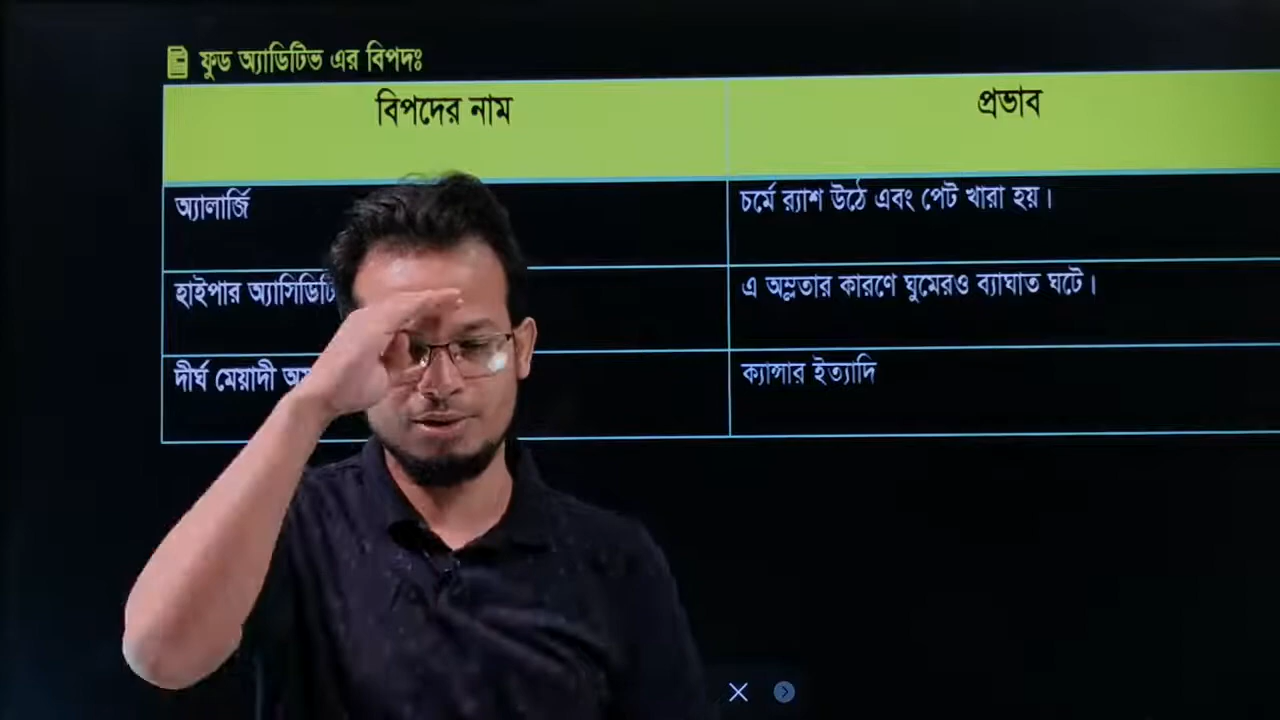 ফুড অ্যাডিটিভ এর বিপদঃ
বিপদের নাম
প্রভাব
অ্যালার্জি
চর্মে র‍্যাশ উঠে এবং পেট খারা হয়।
হাইপার অ্যাসিডিটি
এ অম্লতার কারণে ঘুমেরও ব্যাঘাত ঘটে।
দীর্ঘ মেয়াদী
ক্যান্সার ইত্যাদি